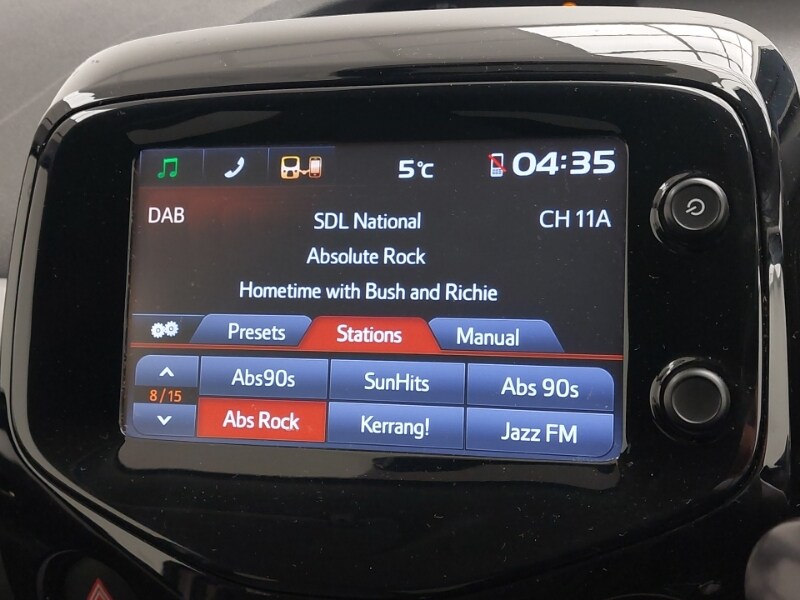 5°C 04:35
DAB SDL National CH 11A
Absolute Rock
Hometime with Bush and Richie
Presets Stations Manual
Abs90s SunHits Abs 90s
8/15
Abs Rock Kerrang! Jazz FM